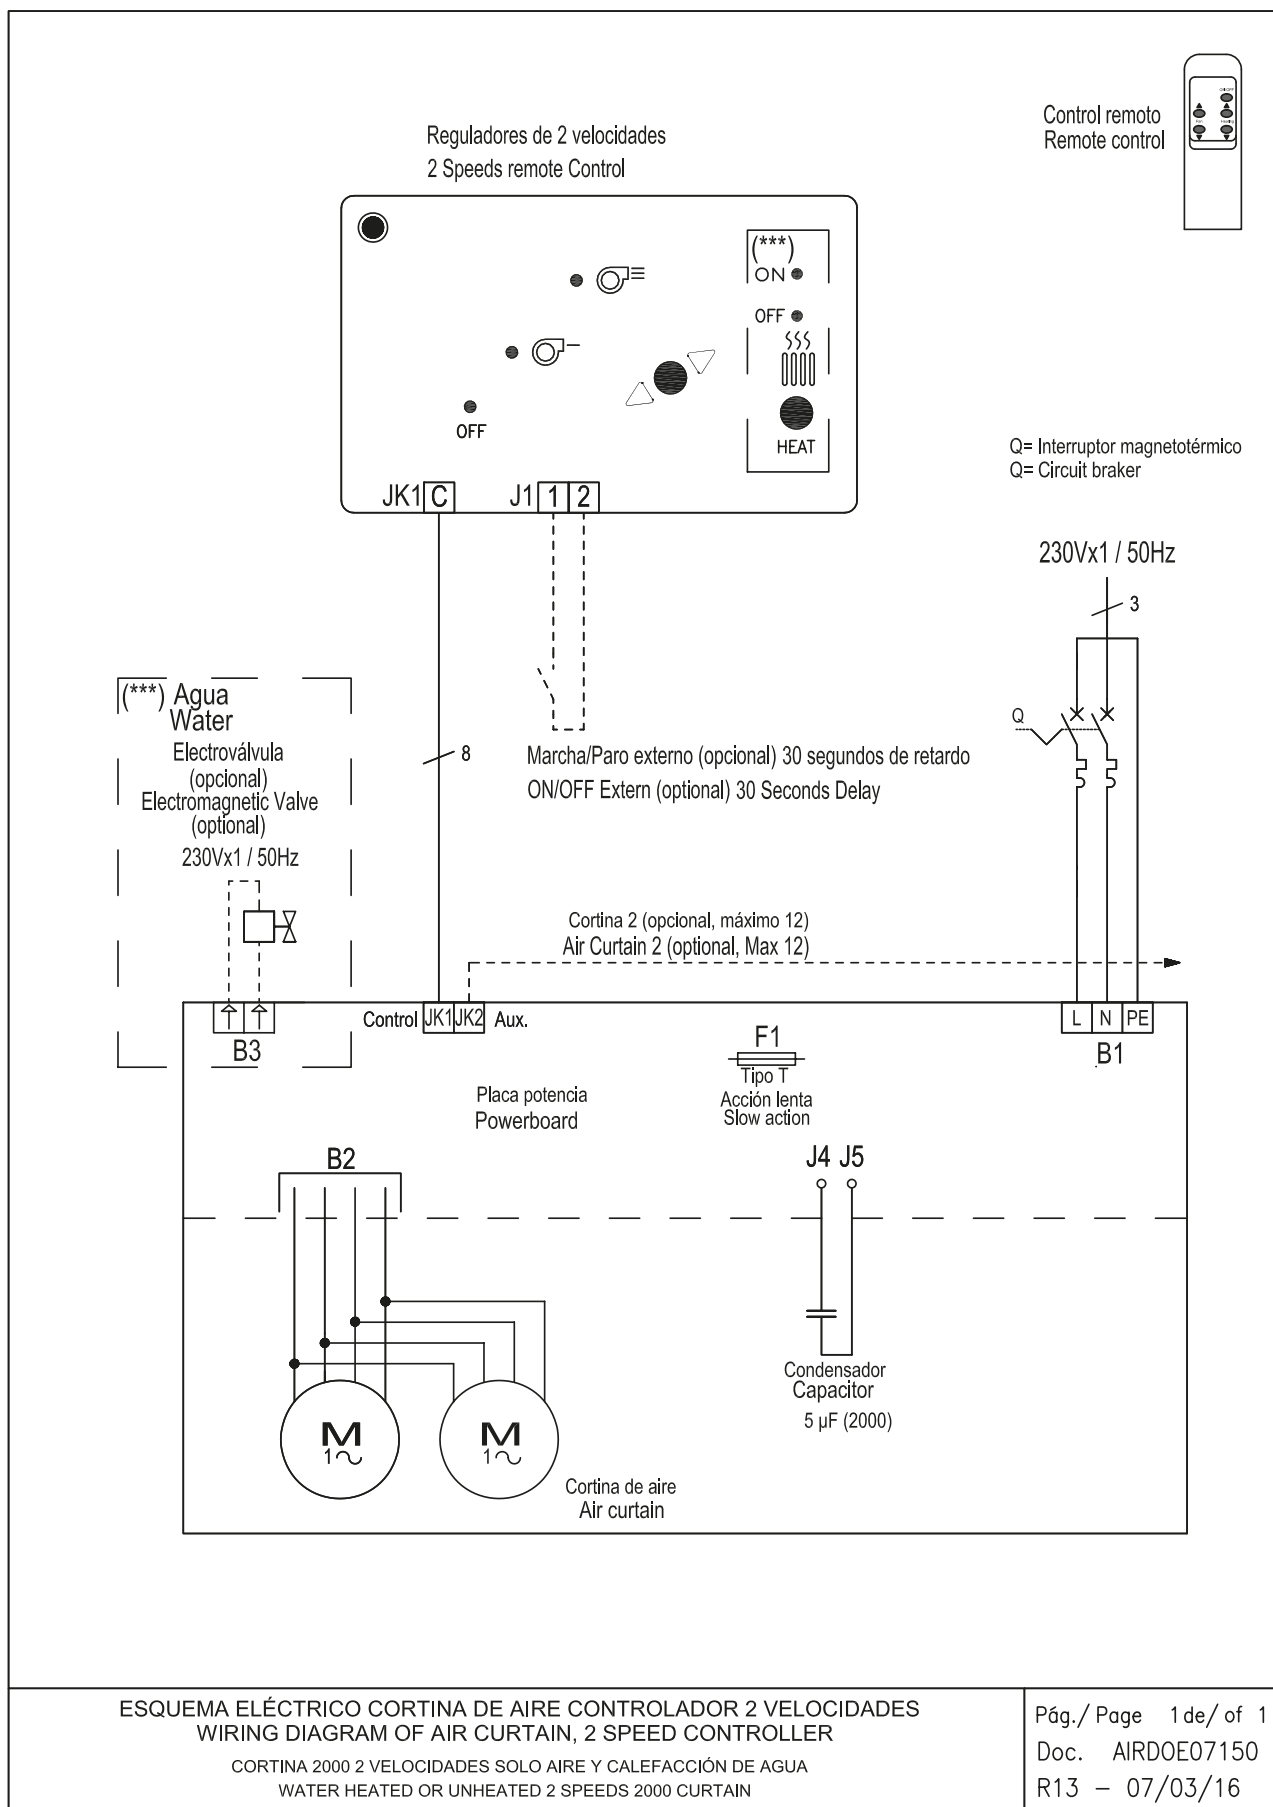 Control remoto
Remote control
ON/OFF
Fan
Heating
Reguladores de 2 velocidades
2 Speeds remote Control
(***)
ON
OFF
OFF
HEAT
JK1 C
J1 1 2
Q= Interruptor magnetotérmico
Q= Circuit braker
230Vx1 / 50Hz
3
Q
(***) Agua
Water
Electroválvula
(opcional)
Electromagnetic Valve
(optional)
230Vx1 / 50Hz
8
Marcha/Paro externo (opcional) 30 segundos de retardo
ON/OFF Extern (optional) 30 Seconds Delay
Cortina 2 (opcional, máximo 12)
Air Curtain 2 (optional, Max 12)
Control JK1 JK2 Aux.
L N PE
B3
B1
F1
Tipo T
Acción lenta
Slow action
Placa potencia
Powerboard
B2
J4 J5
Condensador
Capacitor
5 µF (2000)
M
1
M
1
Cortina de aire
Air curtain
ESQUEMA ELÉCTRICO CORTINA DE AIRE CONTROLADOR 2 VELOCIDADES
WIRING DIAGRAM OF AIR CURTAIN, 2 SPEED CONTROLLER
CORTINA 2000 2 VELOCIDADES SOLO AIRE Y CALEFACCIÓN DE AGUA
WATER HEATED OR UNHEATED 2 SPEEDS 2000 CURTAIN
Pág./ Page 1 de/ of 1
Doc. AIRDOE07150
R13 – 07/03/16